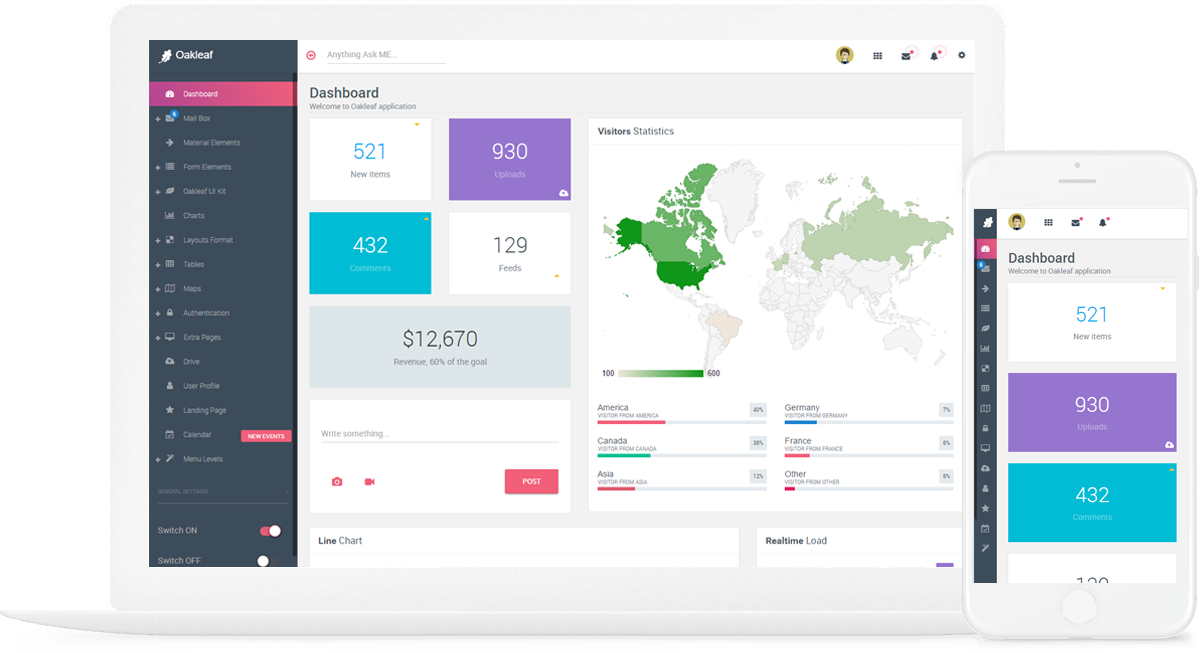 Oakleaf
Anything Ask ME...
Dashboard
6
Mail Box
Material Elements
Form Elements
Oakleaf UI Kit
Charts
Layouts Format
Tables
Maps
Authentication
Extra Pages
Drive
User Profile
Landing Page
Calendar
NEW EVENTS
Menu Levels
GENERAL SETTINGS
Switch ON
Switch OFF
Dashboard
Welcome to Oakleaf application
521
New items
930
Uploads
432
Comments
129
Feeds
$12,670
Revenue, 60% of the goal
Write something...
POST
Visitors Statistics
100 600
America
VISITOR FROM AMERICA
40%
Germany
VISITOR FROM GERMANY
7%
Canada
VISITOR FROM CANADA
38%
France
VISITOR FROM FRANCE
6%
Asia
VISITOR FROM ASIA
12%
Other
VISITOR FROM OTHER
6%
Line Chart
Realtime Load
6
Dashboard
Welcome to Oakleaf application
521
New items
930
Uploads
432
Comments
129